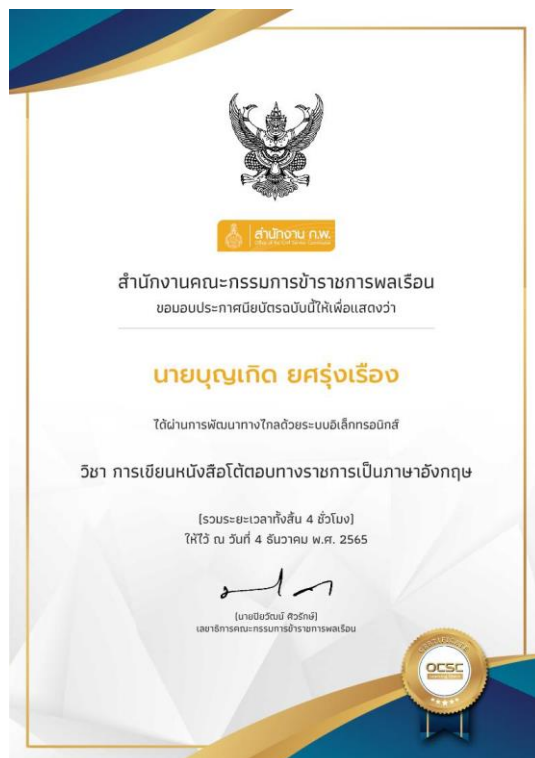 สำนักงาน ก.พ.
Office of the Civil Service Commission
สำนักงานคณะกรรมการข้าราชการพลเรือน
ขอมอบประกาศนียบัตรฉบับนี้ให้เพื่อแสดงว่า
นายบุญเกิด ยศรุ่งเรือง
ได้ผ่านการพัฒนาทางไกลด้วยระบบอิเล็กทรอนิกส์
วิชา การเขียนหนังสือโต้ตอบทางราชการเป็นภาษาอังกฤษ
(รวมระยะเวลาทั้งสิ้น 4 ชั่วโมง)
ให้ไว้ ณ วันที่ 4 ธันวาคม พ.ศ. 2565
(นายปิยวัฒน์ ศิวรักษ์)
เลขาธิการคณะกรรมการข้าราชการพลเรือน
CERTIFICATE
OCSC